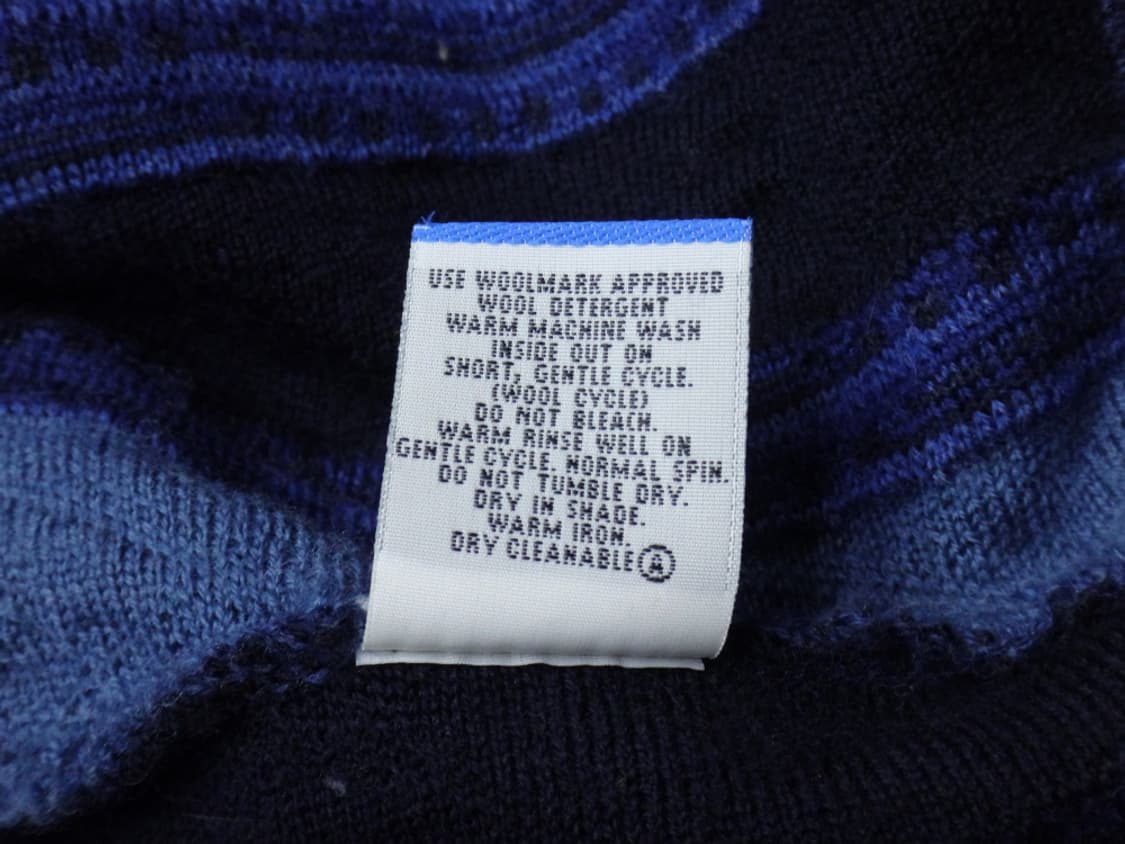 USE WOOLMARK APPROVED
WOOL DETERGENT
WARM MACHINE WASH
INSIDE OUT ON
SHORT, GENTLE CYCLE.
(WOOL CYCLE)
DO NOT BLEACH.
WARM RINSE WELL ON
GENTLE CYCLE. NORMAL SPIN.
DO NOT TUMBLE DRY.
DRY IN SHADE.
WARM IRON.
DRY CLEANABLE Ⓐ